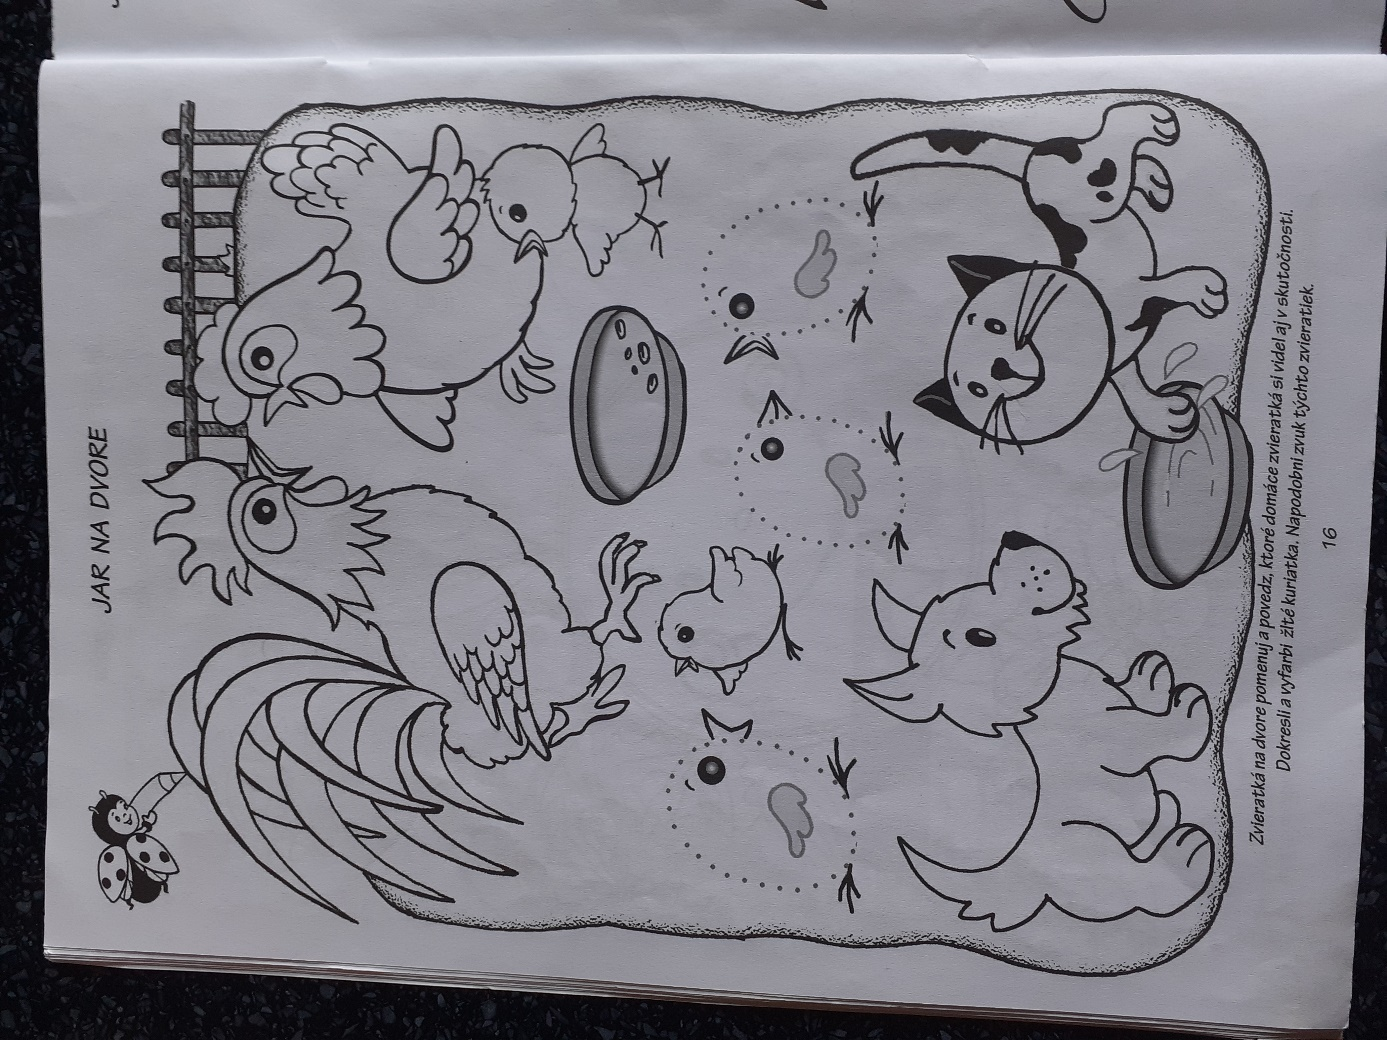 JAR NA DVORE
Zvieratká na dvore pomenuj a povedz, ktoré domáce zvieratká si videl aj v skutočnosti.
Dokresli a vyfarbi žlté kuriatka. Napodobni zvuk týchto zvieratiek.
16